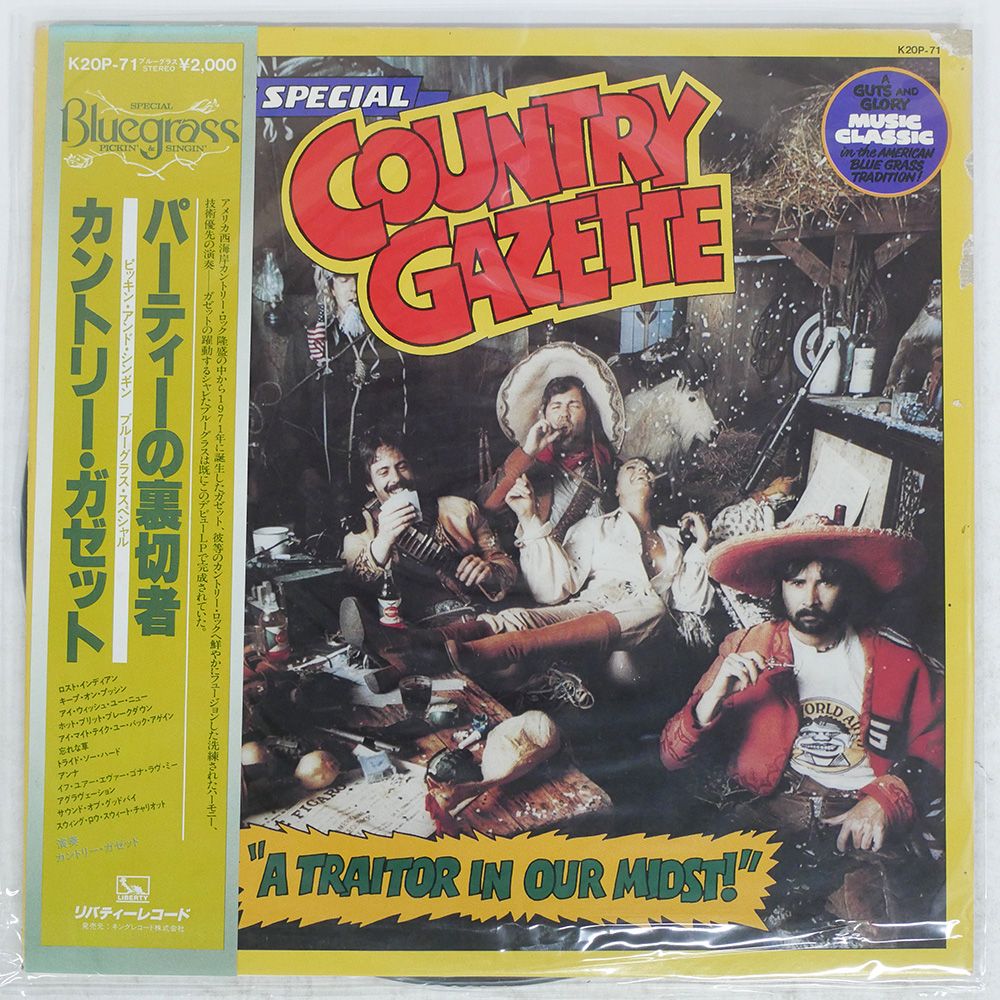 K20P-71 ブルーグラス STEREO ¥2,000
SPECIAL
Bluegrass
PICKIN' & SINGIN'
パーティーの裏切者
ピッキン・アンド・シンギン ブルーグラス・スペシャル
カントリー・ガゼット
アメリカ西海岸カントリー・ロック隆盛の中から1971年に誕生したガゼット、彼等のカントリー・ロックへ鮮やかにフュージョンした洗練されたハーモニー、
技術優先の演奏——ガゼットの躍動するシャレたブルーグラスは既にこのデビューLPで完成されていた。
ロスト・インディアン
キープ・オン・プッシン
アイ・ウィッシュ・ユー・ニュー
ホット・ブリット・ブレークダウン
アイ・マイト・テイク・ユー・バック・アゲイン
忘れな草
トライド・ソー・ハード
アンナ
イフ・ユアー・エヴァー・ゴナ・ラヴ・ミー
アグラヴェーション
サウンド・オブ・グッドバイ
スウィング・ロウ・スウィート・チャリオット
演奏
カントリー・ガゼット
LIBERTY
リバティーレコード
発売元:キングレコード株式会社
K20P-71
SPECIAL
COUNTRY
GAZETTE
A
GUTS AND
GLORY
MUSIC
CLASSIC
in the AMERICAN
BLUE GRASS
TRADITION!
WORLD
"A TRAITOR IN OUR MIDST!"